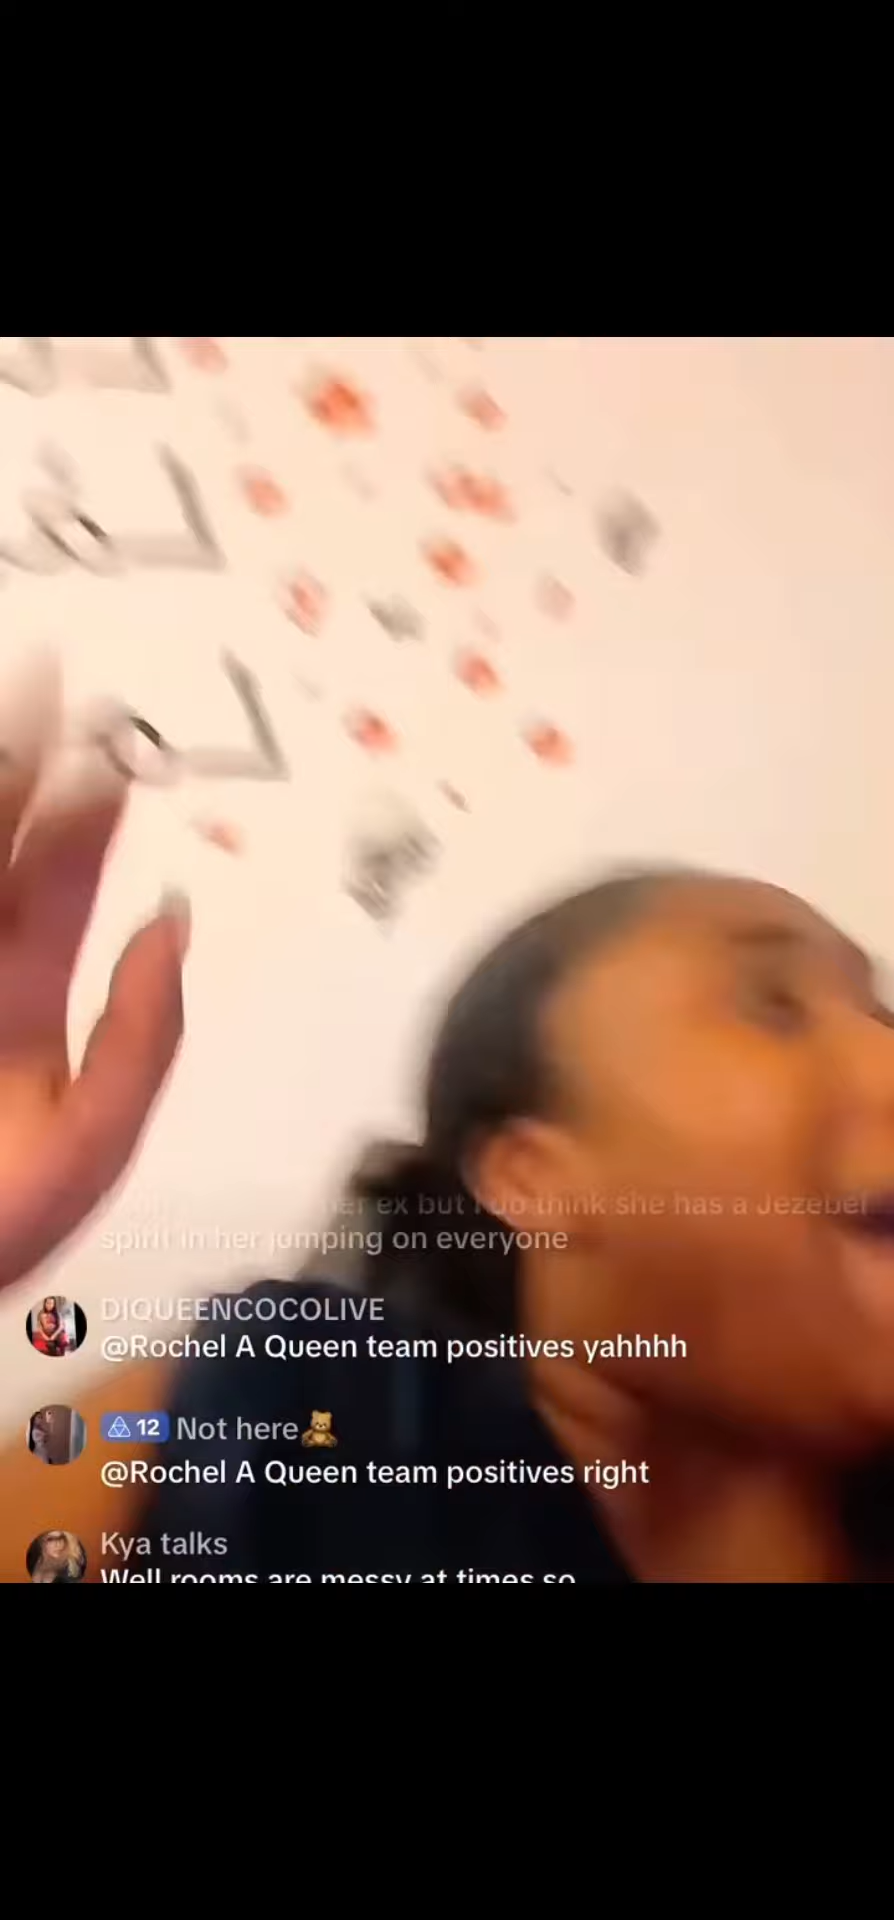 her ex but I do think she has a Jezebel
spirit in her jumping on everyone
DIQUEENCOCOLIVE
@Rochel A Queen team positives yahhhh
12 Not here🧸
@Rochel A Queen team positives right
Kya talks
Well rooms are messy at times so